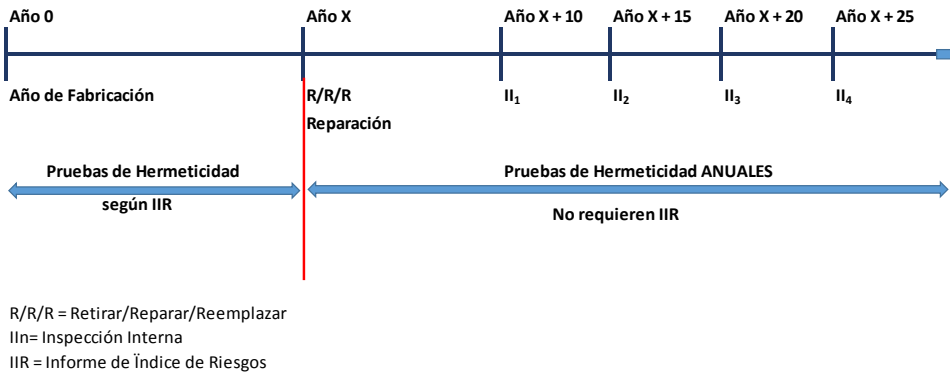 Año 0 Año X Año X + 10 Año X + 15 Año X + 20 Año X + 25
Año de Fabricación R/R/R II₁ II₂ II₃ II₄
Reparación
Pruebas de Hermeticidad Pruebas de Hermeticidad ANUALES
según IIR No requieren IIR
R/R/R = Retirar/Reparar/Reemplazar
IIn= Inspección Interna
IIR = Informe de Ïndice de Riesgos